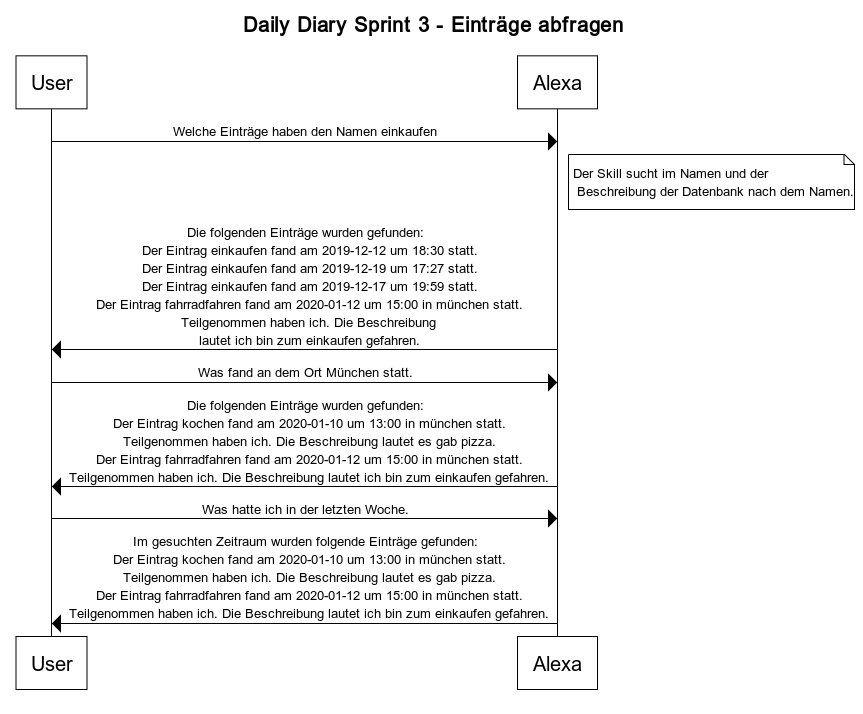 Daily Diary Sprint 3 - Einträge abfragen
User
Alexa
Welche Einträge haben den Namen einkaufen
Der Skill sucht im Namen und der
Beschreibung der Datenbank nach dem Namen.
Die folgenden Einträge wurden gefunden:
Der Eintrag einkaufen fand am 2019-12-12 um 18:30 statt.
Der Eintrag einkaufen fand am 2019-12-19 um 17:27 statt.
Der Eintrag einkaufen fand am 2019-12-17 um 19:59 statt.
Der Eintrag fahrradfahren fand am 2020-01-12 um 15:00 in münchen statt.
Teilgenommen haben ich. Die Beschreibung
lautet ich bin zum einkaufen gefahren.
Was fand an dem Ort München statt.
Die folgenden Einträge wurden gefunden:
Der Eintrag kochen fand am 2020-01-10 um 13:00 in münchen statt.
Teilgenommen haben ich. Die Beschreibung lautet es gab pizza.
Der Eintrag fahrradfahren fand am 2020-01-12 um 15:00 in münchen statt.
Teilgenommen haben ich. Die Beschreibung lautet ich bin zum einkaufen gefahren.
Was hatte ich in der letzten Woche.
Im gesuchten Zeitraum wurden folgende Einträge gefunden:
Der Eintrag kochen fand am 2020-01-10 um 13:00 in münchen statt.
Teilgenommen haben ich. Die Beschreibung lautet es gab pizza.
Der Eintrag fahrradfahren fand am 2020-01-12 um 15:00 in münchen statt.
Teilgenommen haben ich. Die Beschreibung lautet ich bin zum einkaufen gefahren.
User
Alexa